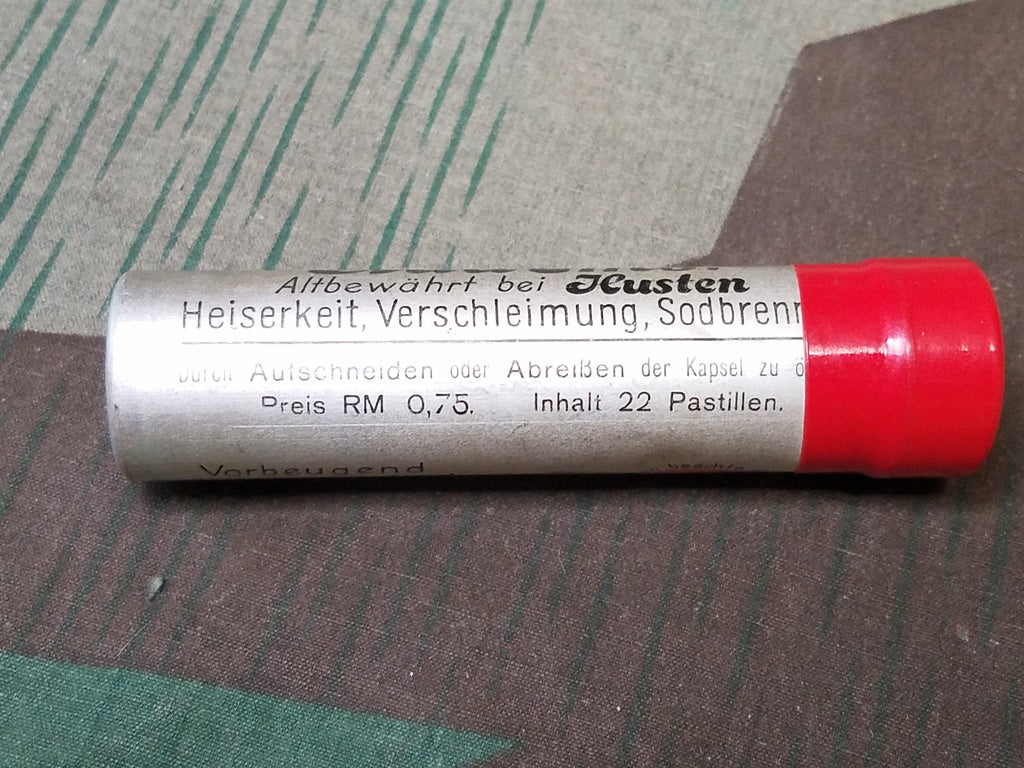 Altbewährt bei Husten
Heiserkeit, Verschleimung, Sodbrenn
Durch Aufschneiden oder Abreißen der Kapsel zu ö
Preis RM 0,75. Inhalt 22 Pastillen.
Vorbeugend